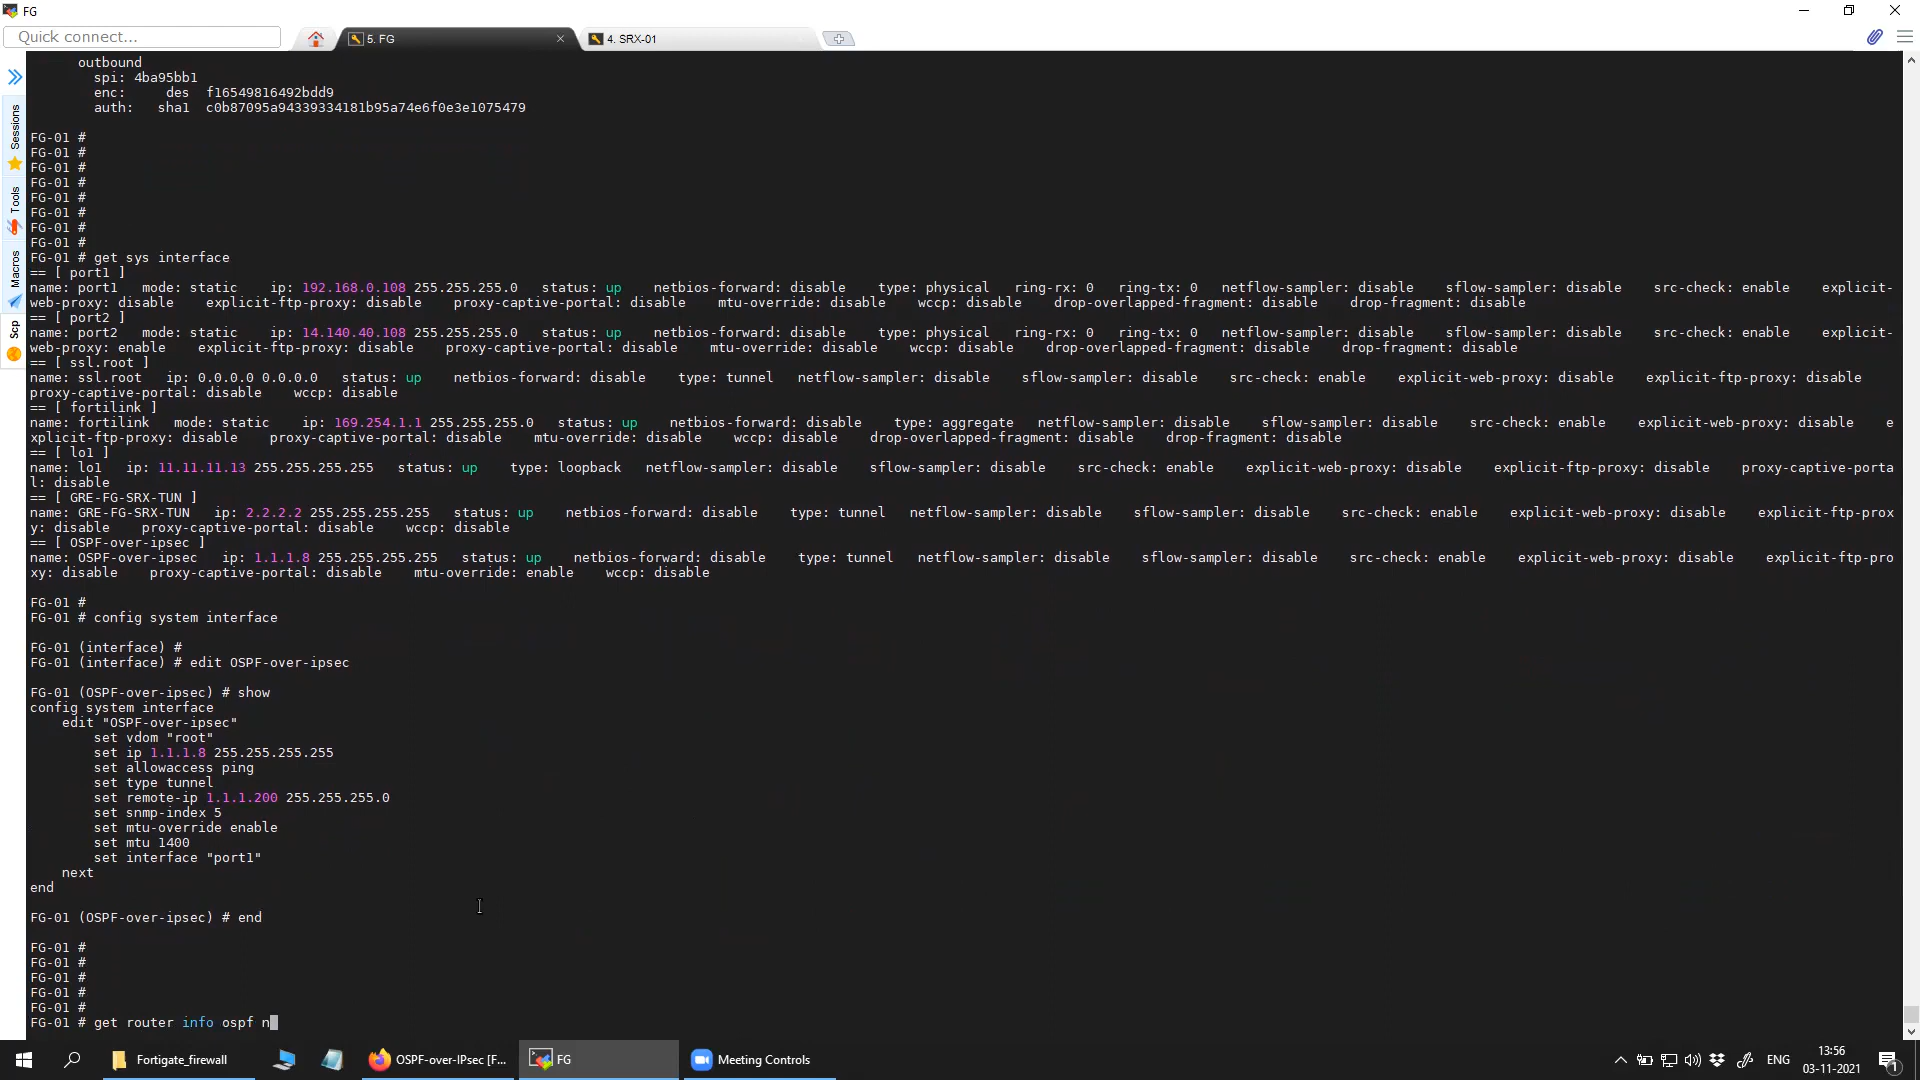 FG
Quick connect...
5. FG
4. SRX-01
Sessions
Tools
Macros
Scp
outbound
spi: 4ba95bb1
enc: des f16549816492bdd9
auth: sha1 c0b87095a94339334181b95a74e6f0e3e1075479
FG-01 #
FG-01 #
FG-01 #
FG-01 #
FG-01 #
FG-01 #
FG-01 #
FG-01 #
FG-01 # get sys interface
== [ port1 ]
name: port1 mode: static ip: 192.168.0.108 255.255.255.0 status: up netbios-forward: disable type: physical ring-rx: 0 ring-tx: 0 netflow-sampler: disable sflow-sampler: disable src-check: enable explicit-
web-proxy: disable explicit-ftp-proxy: disable proxy-captive-portal: disable mtu-override: disable wccp: disable drop-overlapped-fragment: disable drop-fragment: disable
== [ port2 ]
name: port2 mode: static ip: 14.140.40.108 255.255.255.0 status: up netbios-forward: disable type: physical ring-rx: 0 ring-tx: 0 netflow-sampler: disable sflow-sampler: disable src-check: enable explicit-
web-proxy: enable explicit-ftp-proxy: disable proxy-captive-portal: disable mtu-override: disable wccp: disable drop-overlapped-fragment: disable drop-fragment: disable
== [ ssl.root ]
name: ssl.root ip: 0.0.0.0 0.0.0.0 status: up netbios-forward: disable type: tunnel netflow-sampler: disable sflow-sampler: disable src-check: enable explicit-web-proxy: disable explicit-ftp-proxy: disable
proxy-captive-portal: disable wccp: disable
== [ fortilink ]
name: fortilink mode: static ip: 169.254.1.1 255.255.255.0 status: up netbios-forward: disable type: aggregate netflow-sampler: disable sflow-sampler: disable src-check: enable explicit-web-proxy: disable e
xplicit-ftp-proxy: disable proxy-captive-portal: disable mtu-override: disable wccp: disable drop-overlapped-fragment: disable drop-fragment: disable
== [ lo1 ]
name: lo1 ip: 11.11.11.13 255.255.255.255 status: up type: loopback netflow-sampler: disable sflow-sampler: disable src-check: enable explicit-web-proxy: disable explicit-ftp-proxy: disable proxy-captive-porta
l: disable
== [ GRE-FG-SRX-TUN ]
name: GRE-FG-SRX-TUN ip: 2.2.2.2 255.255.255.255 status: up netbios-forward: disable type: tunnel netflow-sampler: disable sflow-sampler: disable src-check: enable explicit-web-proxy: disable explicit-ftp-prox
y: disable proxy-captive-portal: disable wccp: disable
== [ OSPF-over-ipsec ]
name: OSPF-over-ipsec ip: 1.1.1.8 255.255.255.255 status: up netbios-forward: disable type: tunnel netflow-sampler: disable sflow-sampler: disable src-check: enable explicit-web-proxy: disable explicit-ftp-pro
xy: disable proxy-captive-portal: disable mtu-override: enable wccp: disable
FG-01 #
FG-01 # config system interface
FG-01 (interface) #
FG-01 (interface) # edit OSPF-over-ipsec
FG-01 (OSPF-over-ipsec) # show
config system interface
edit "OSPF-over-ipsec"
set vdom "root"
set ip 1.1.1.8 255.255.255.255
set allowaccess ping
set type tunnel
set remote-ip 1.1.1.200 255.255.255.0
set snmp-index 5
set mtu-override enable
set mtu 1400
set interface "port1"
next
end
FG-01 (OSPF-over-ipsec) # end
FG-01 #
FG-01 #
FG-01 #
FG-01 #
FG-01 #
FG-01 # get router info ospf n
Fortigate_firewall
OSPF-over-IPsec [F...
FG
Meeting Controls
ENG
13:56
03-11-2021
1